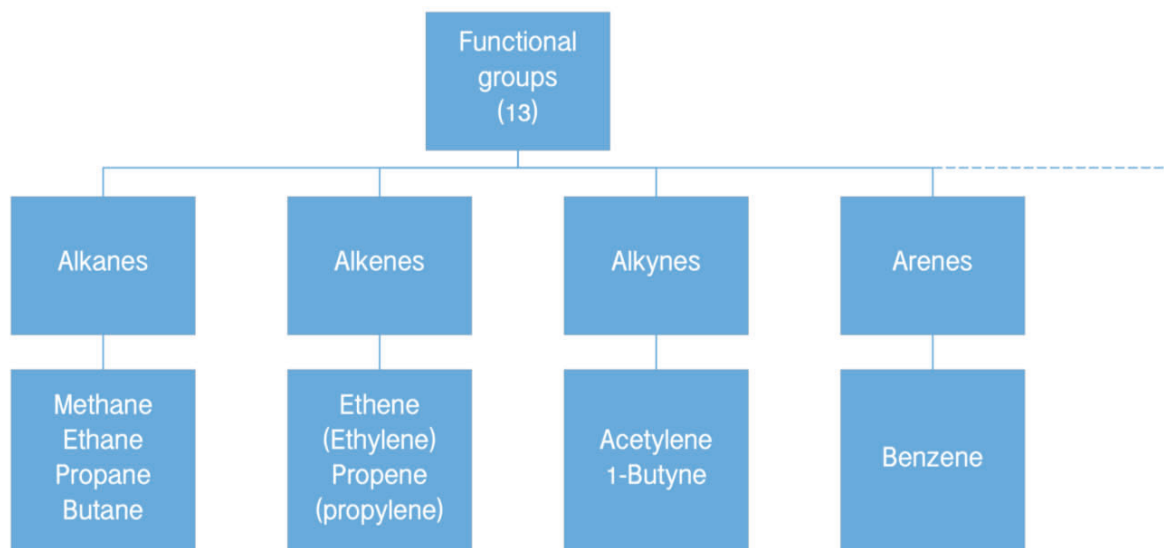 Functional
groups
(13)
Alkanes
Alkenes
Alkynes
Arenes
Methane
Ethane
Propane
Butane
Ethene
(Ethylene)
Propene
(propylene)
Acetylene
1-Butyne
Benzene